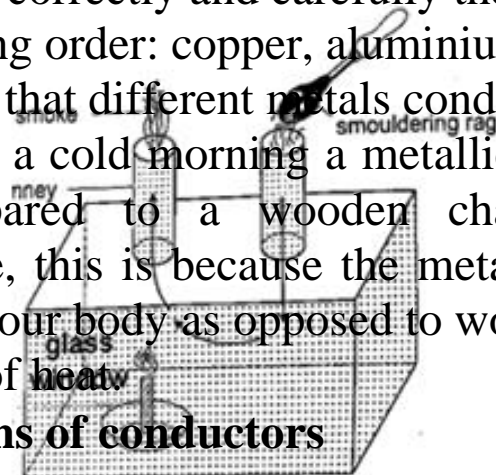 correctly and carefully the
ng order: copper, aluminiu
that different metals cond
smoke
smouldering rag
a cold morning a metallic
nney
pared to a wooden cha
e, this is because the meta
our body as opposed to wo
glass
of heat.
ns of conductors